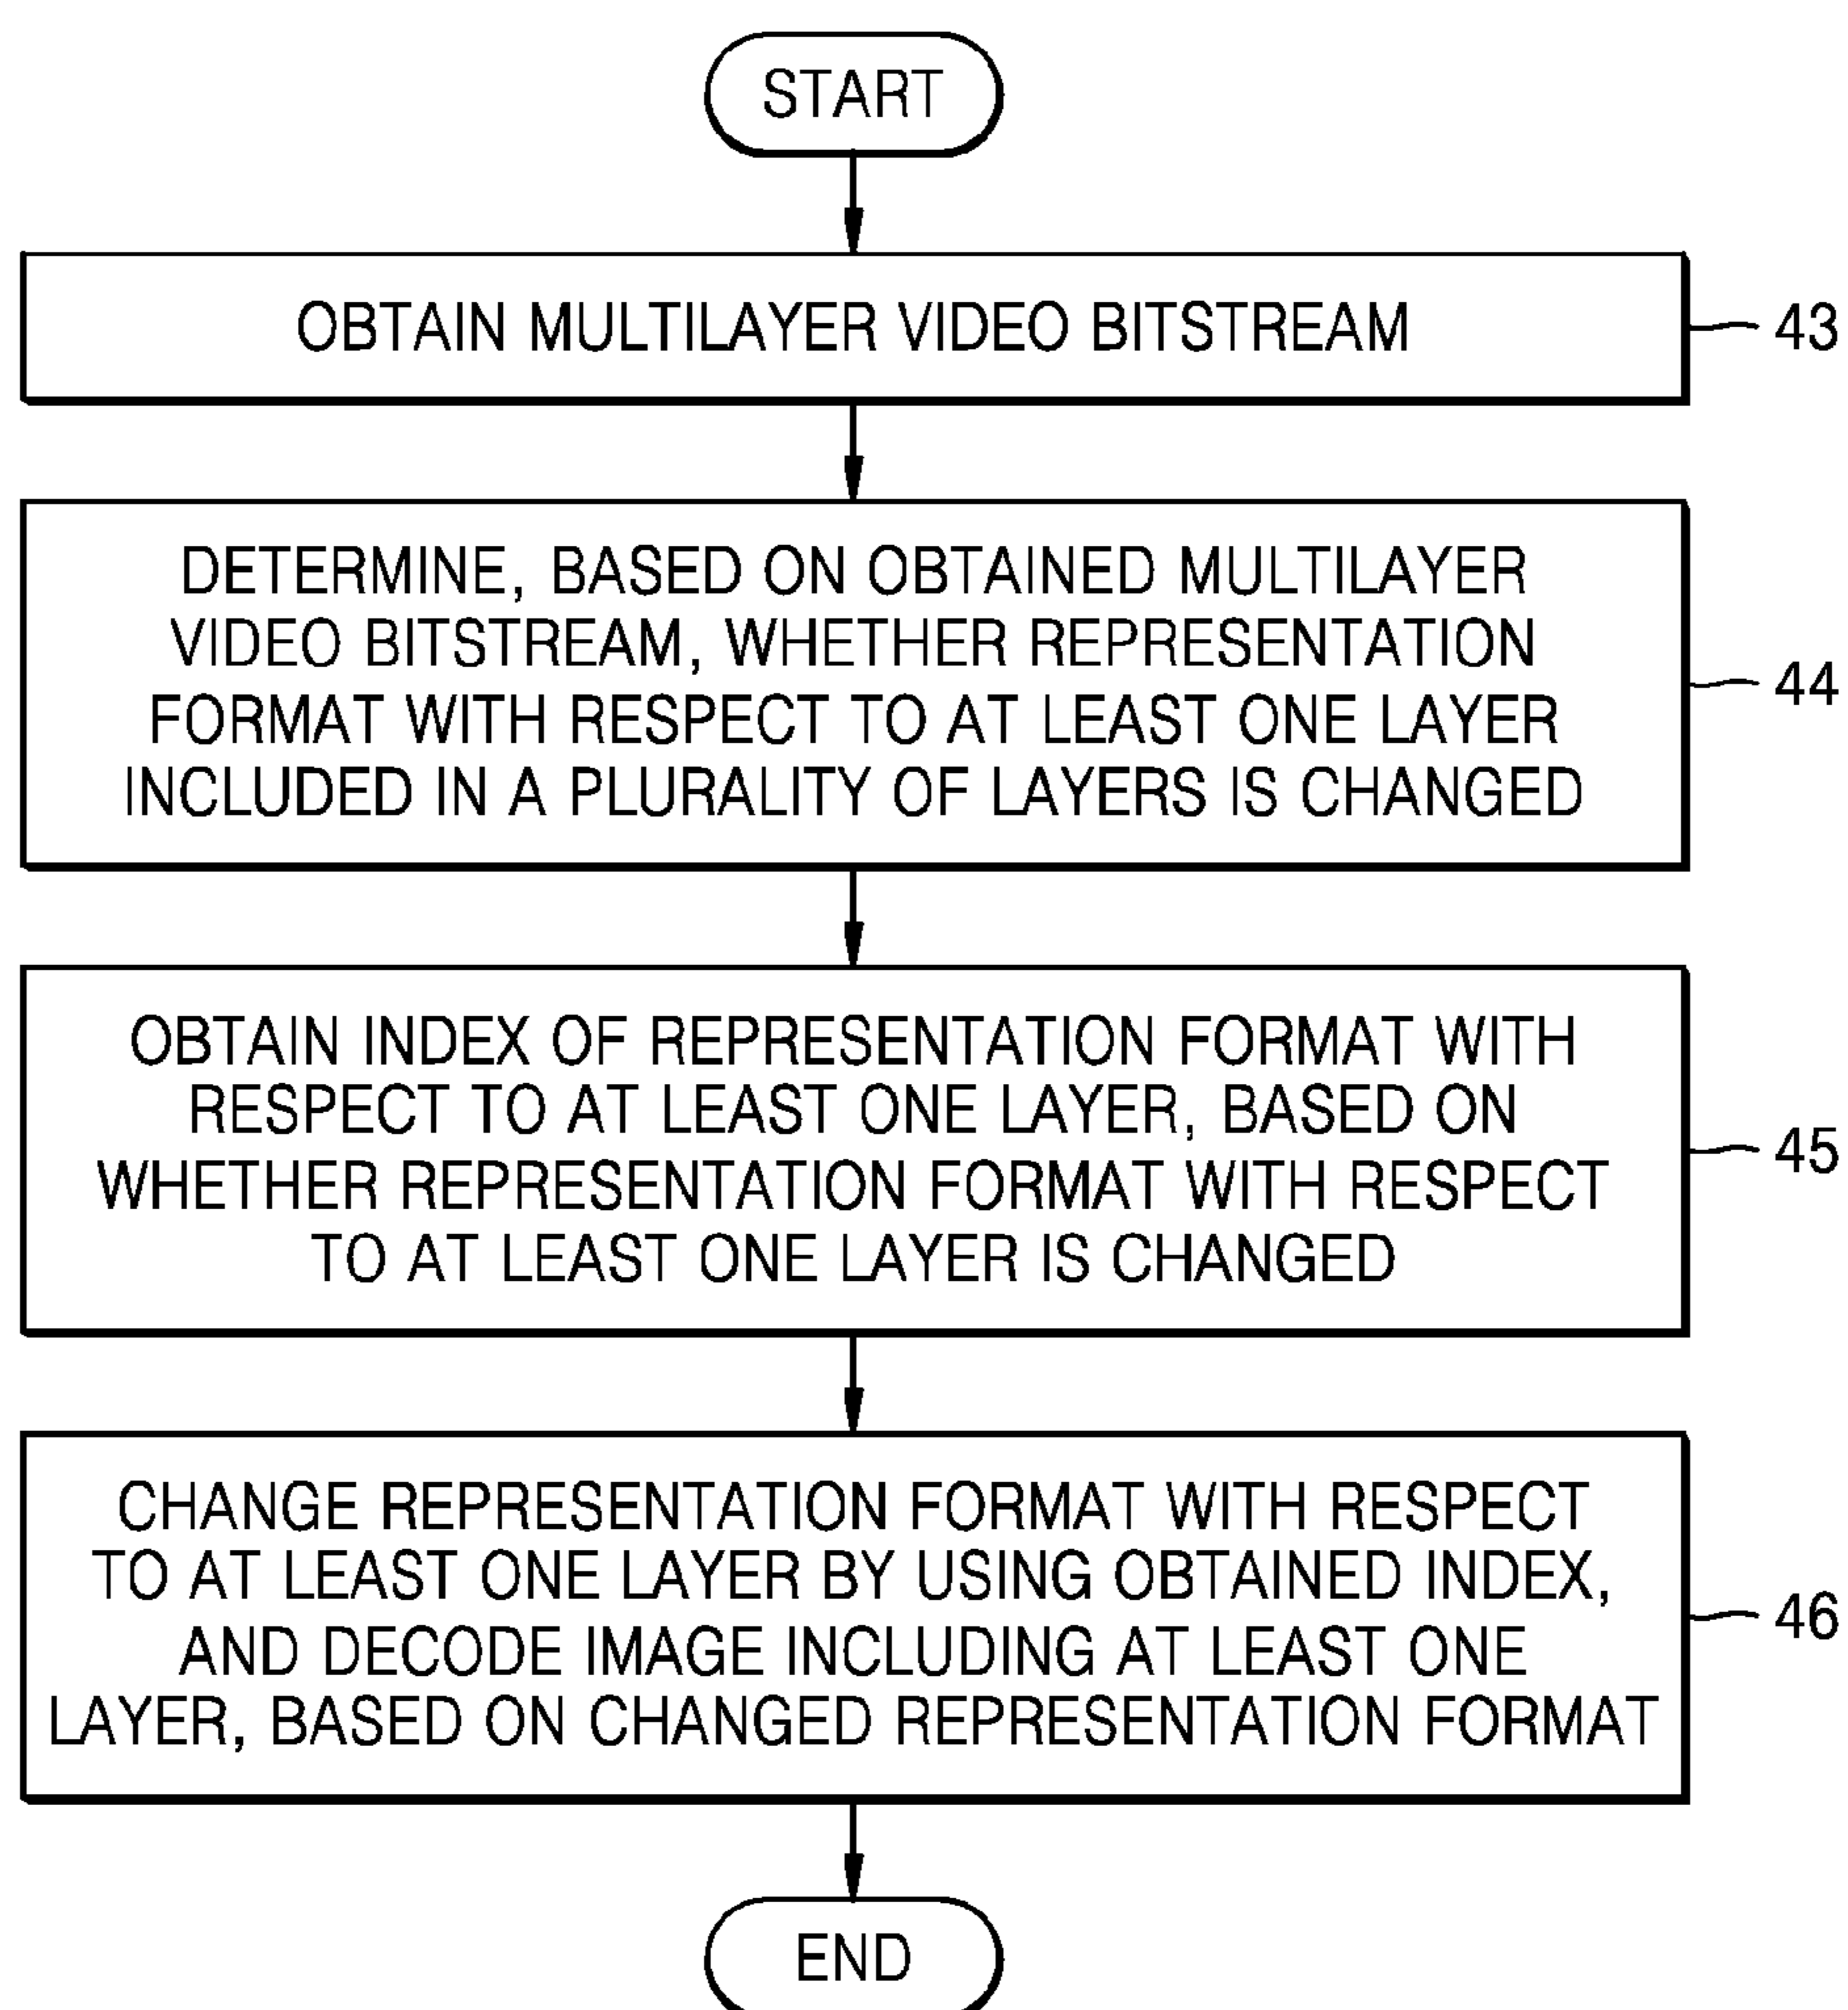 START
OBTAIN MULTILAYER VIDEO BITSTREAM
43
DETERMINE, BASED ON OBTAINED MULTILAYER
VIDEO BITSTREAM, WHETHER REPRESENTATION
FORMAT WITH RESPECT TO AT LEAST ONE LAYER
INCLUDED IN A PLURALITY OF LAYERS IS CHANGED
44
OBTAIN INDEX OF REPRESENTATION FORMAT WITH
RESPECT TO AT LEAST ONE LAYER, BASED ON
WHETHER REPRESENTATION FORMAT WITH RESPECT
TO AT LEAST ONE LAYER IS CHANGED
45
CHANGE REPRESENTATION FORMAT WITH RESPECT
TO AT LEAST ONE LAYER BY USING OBTAINED INDEX,
AND DECODE IMAGE INCLUDING AT LEAST ONE
LAYER, BASED ON CHANGED REPRESENTATION FORMAT
46
END